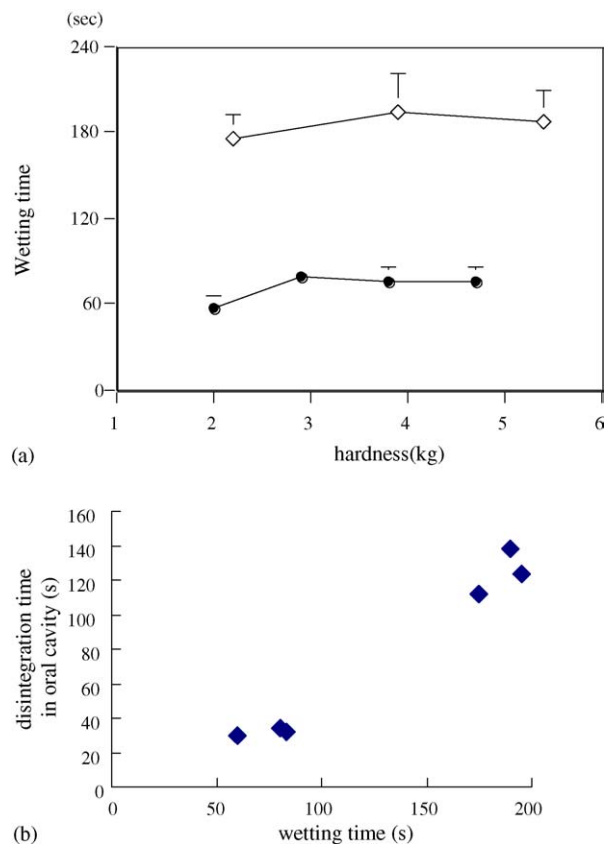 (sec)
240
180
120
60
0
Wetting time
1 2 3 4 5 6
hardness(kg)
(a)
160
140
120
100
80
60
40
20
0
disintegration time
in oral cavity (s)
0 50 100 150 200
wetting time (s)
(b)